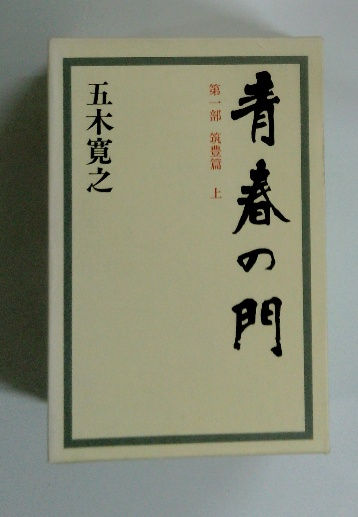 青春の門
第一部 筑豊篇 上
五木寛之